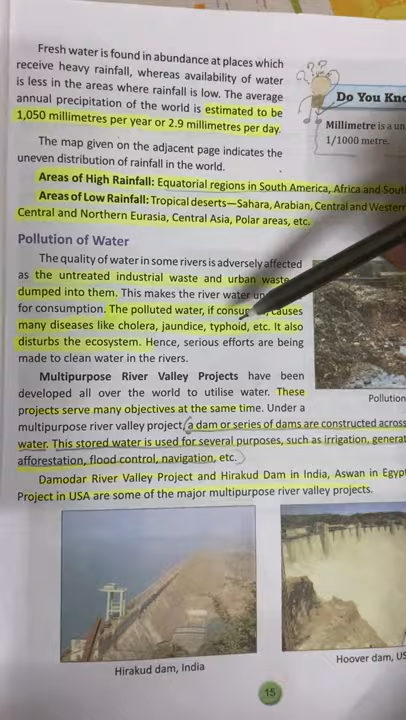 Fresh water is found in abundance at places which
receive heavy rainfall, whereas availability of water
is less in the areas where rainfall is low. The average
annual precipitation of the world is estimated to be
1,050 millimetres per year or 2.9 millimetres per day.
The map given on the adjacent page indicates the
uneven distribution of rainfall in the world.
Areas of High Rainfall: Equatorial regions in South America, Africa and
Areas of Low Rainfall: Tropical deserts—Sahara, Arabian, Central and Western
Central and Northern Eurasia, Central Asia, Polar areas, etc.
Do You
Millimetre is a
1/1000 metre.
Pollution of Water
The quality of water in some rivers is adversely affected
as the untreated industrial waste and urban waste
dumped into them. This makes the river water
for consumption. The polluted water, if causes
many diseases like cholera, jaundice, typhoid, etc. It also
disturbs the ecosystem. Hence, serious efforts are being
made to clean water in the rivers.
Pollution
Multipurpose River Valley Projects have been
developed all over the world to utilise water. These
projects serve many objectives at the same time. Under a
multipurpose river valley project, a dam or series of dams are constructed across
water. This stored water is used for several purposes, such as irrigation,
afforestation, flood control, navigation, etc.
Damodar River Valley Project and Hirakud Dam in India, Aswan in Egypt
Project in USA are some of the major multipurpose river valley projects.
Hirakud dam, India
Hoover dam,
15